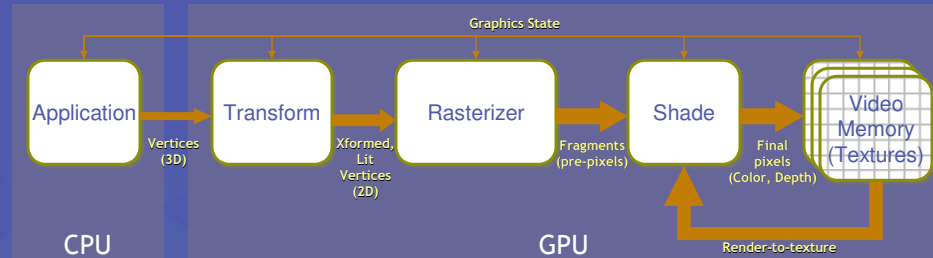 Graphics State
Application
Transform
Rasterizer
Shade
Video
Memory
(Textures)
Vertices
(3D)
Xformed,
Lit
Vertices
(2D)
Fragments
(pre-pixels)
Final
pixels
(Color, Depth)
CPU
GPU
Render-to-texture